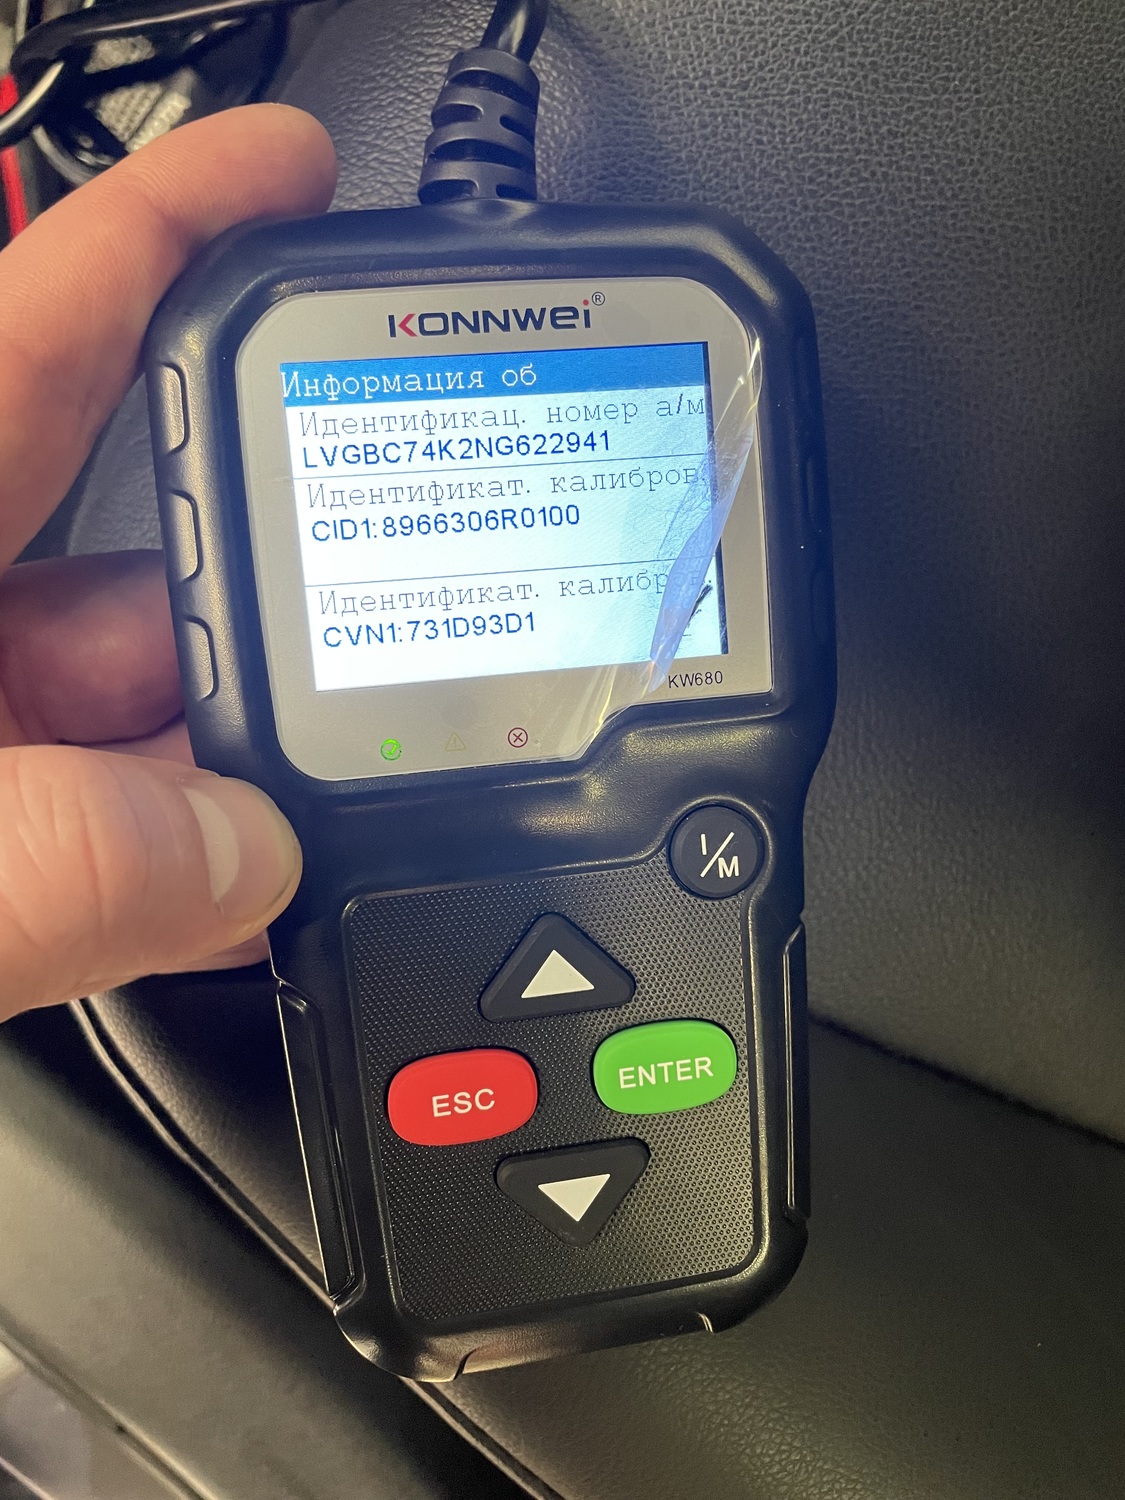 KONNWEI®
Информация об
Идентификац. номер а/м
LVGBC74K2NG622941
Идентификат. калибров.
CID1:8966306R0100
Идентификат. калибров.
CVN1:731D93D1
KW680
I/M
ESC
ENTER